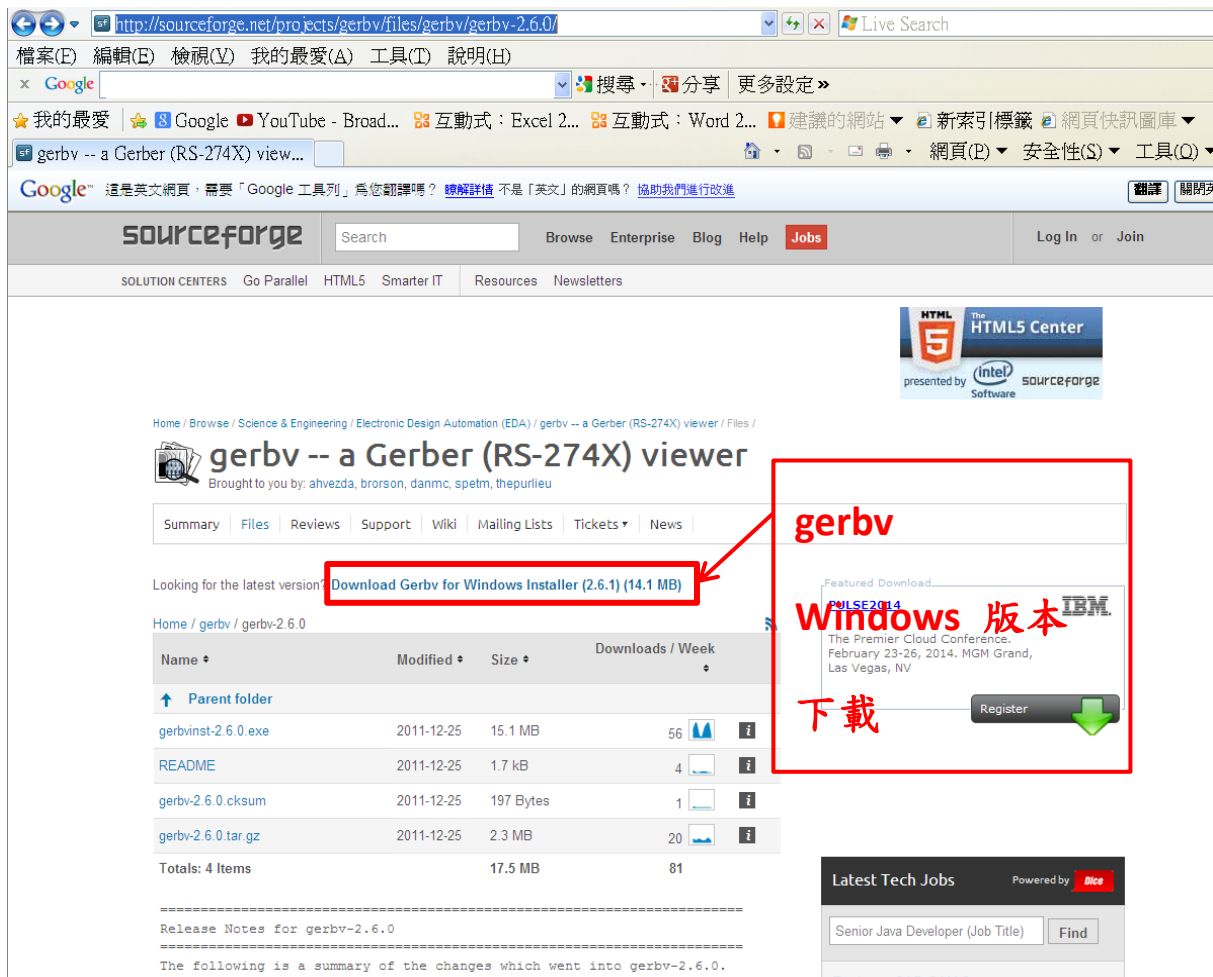 http://sourceforge.net/projects/gerbv/files/gerbv/gerbv-2.6.0/
Live Search
檔案(F) 編輯(E) 檢視(V) 我的最愛(A) 工具(T) 說明(H)
x Google 搜尋 分享 更多設定 »
我的最愛 Google YouTube - Broad... 互動式：Excel 2... 互動式：Word 2... 建議的網站 ▼ 新索引標籤 網頁快訊圖庫 ▼
gerbv -- a Gerber (RS-274X) view... 網頁(P) ▼ 安全性(S) ▼ 工具(O) ▼
Google™ 這是英文網頁，需要「Google 工具列」為您翻譯嗎？ 瞭解詳情 不是「英文」的網頁嗎？ 協助我們進行改進 翻譯
sourceforge Search Browse Enterprise Blog Help Jobs Log In or Join
SOLUTION CENTERS Go Parallel HTML5 Smarter IT Resources Newsletters
HTML 5 The HTML5 Center
presented by (intel) Software sourceforge
Home / Browse / Science & Engineering / Electronic Design Automation (EDA) / gerbv -- a Gerber (RS-274X) viewer / Files /
gerbv -- a Gerber (RS-274X) viewer
Brought to you by: ahvezda, brorson, danmc, spetm, thepurlieu
Summary Files Reviews Support Wiki Mailing Lists Tickets ▾ News
gerbv
Windows 版本
下載
Looking for the latest version? Download Gerbv for Windows Installer (2.6.1) (14.1 MB)
Featured Download
PULSE2014
IBM.
The Premier Cloud Conference.
February 23-26, 2014. MGM Grand,
Las Vegas, NV
Register
Home / gerbv / gerbv-2.6.0
Name Modified Size Downloads / Week
Parent folder
gerbvinst-2.6.0.exe 2011-12-25 15.1 MB 56 i
README 2011-12-25 1.7 kB 4 i
gerbv-2.6.0.cksum 2011-12-25 197 Bytes 1 i
gerbv-2.6.0.tar.gz 2011-12-25 2.3 MB 20 i
Totals: 4 Items 17.5 MB 81
Latest Tech Jobs Powered by Dice
Senior Java Developer (Job Title) Find
=========================================================================
Release Notes for gerbv-2.6.0
=========================================================================
The following is a summary of the changes which went into gerbv-2.6.0.